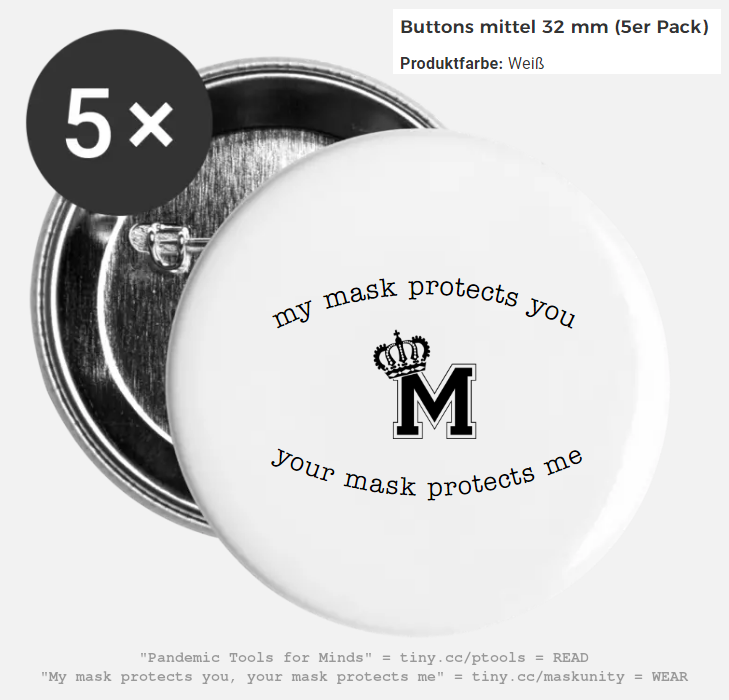 Buttons mittel 32 mm (5er Pack)
Produktfarbe: Weiß
5×
my mask protects you
M
your mask protects me
"Pandemic Tools for Minds" = tiny.cc/ptools = READ
"My mask protects you, your mask protects me" = tiny.cc/maskunity = WEAR